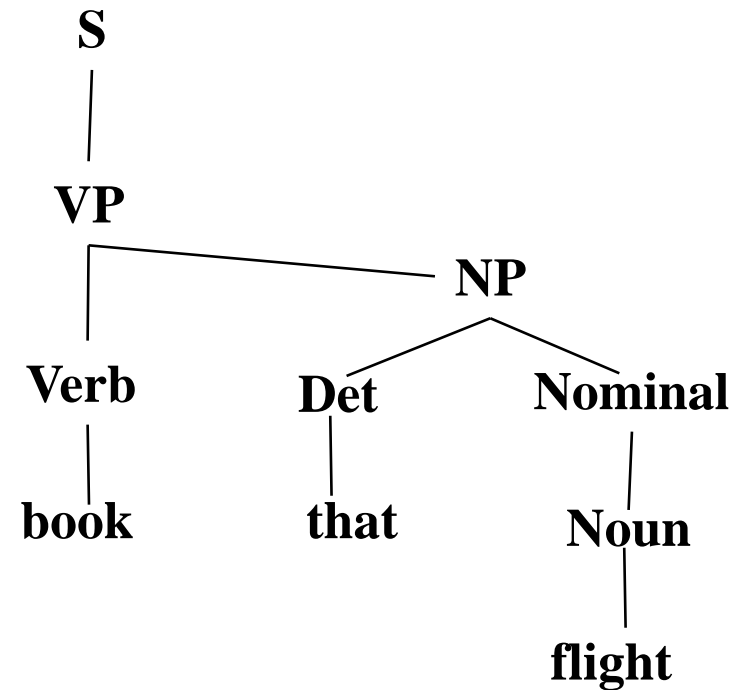 S
VP
NP
Verb
Det
Nominal
book
that
Noun
flight